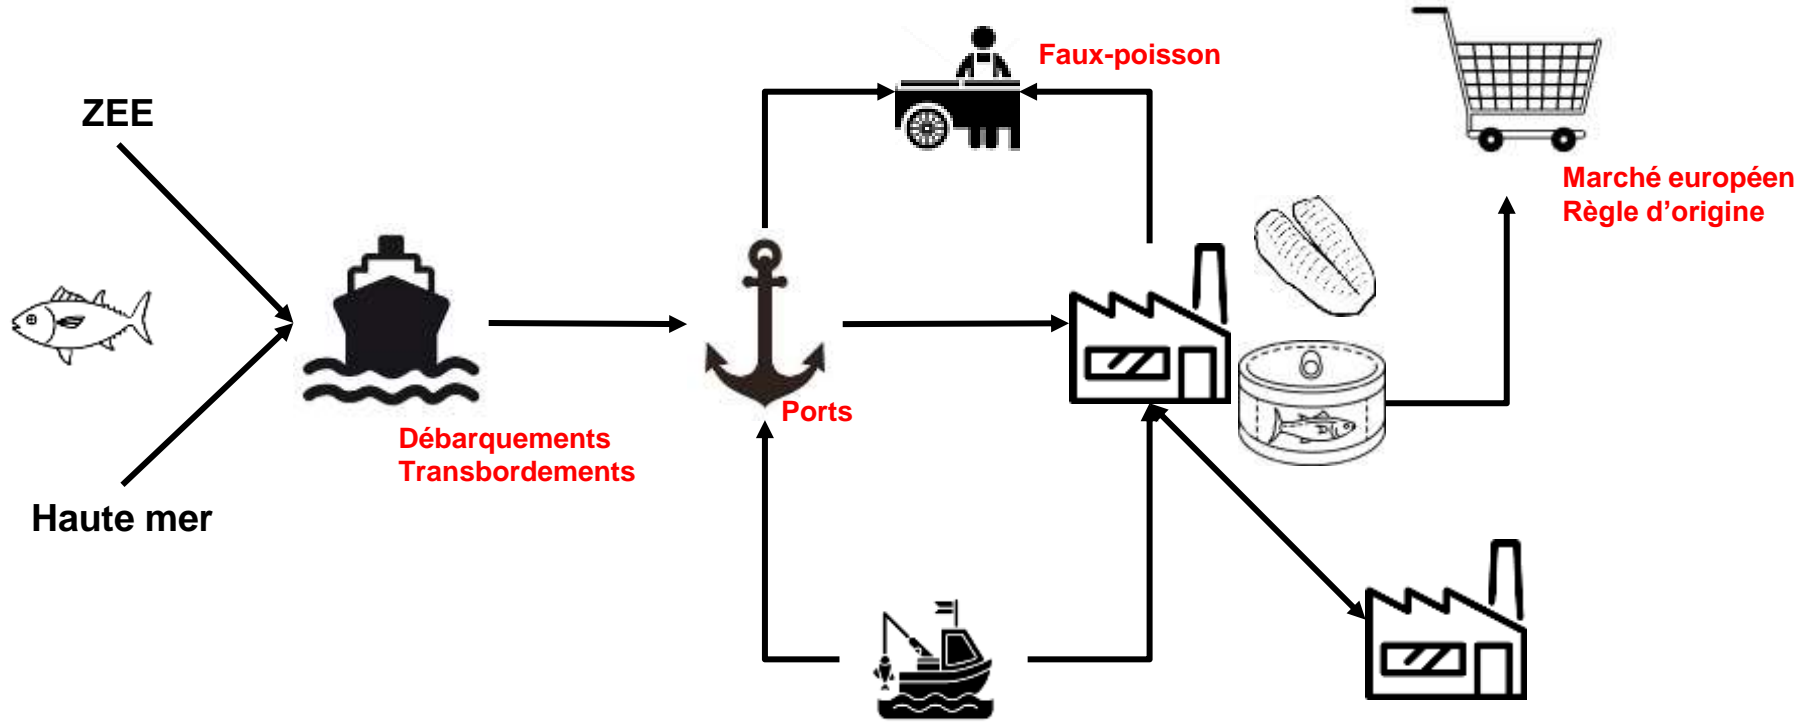 Faux-poisson
ZEE
Marché européen
Règle d'origine
Ports
Débarquements
Transbordements
Haute mer